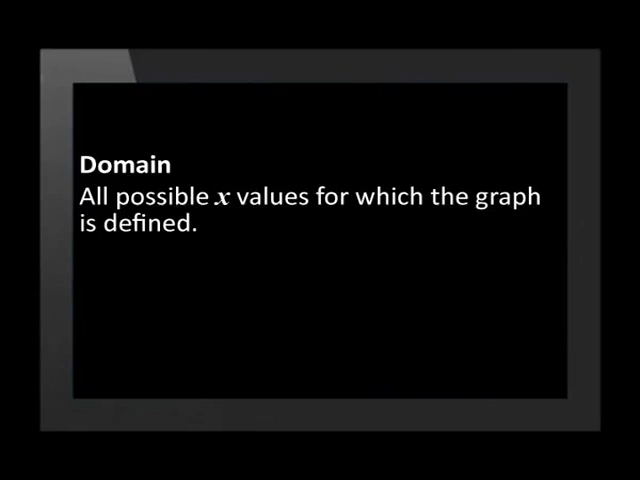 Domain
All possible x values for which the graph
is defined.